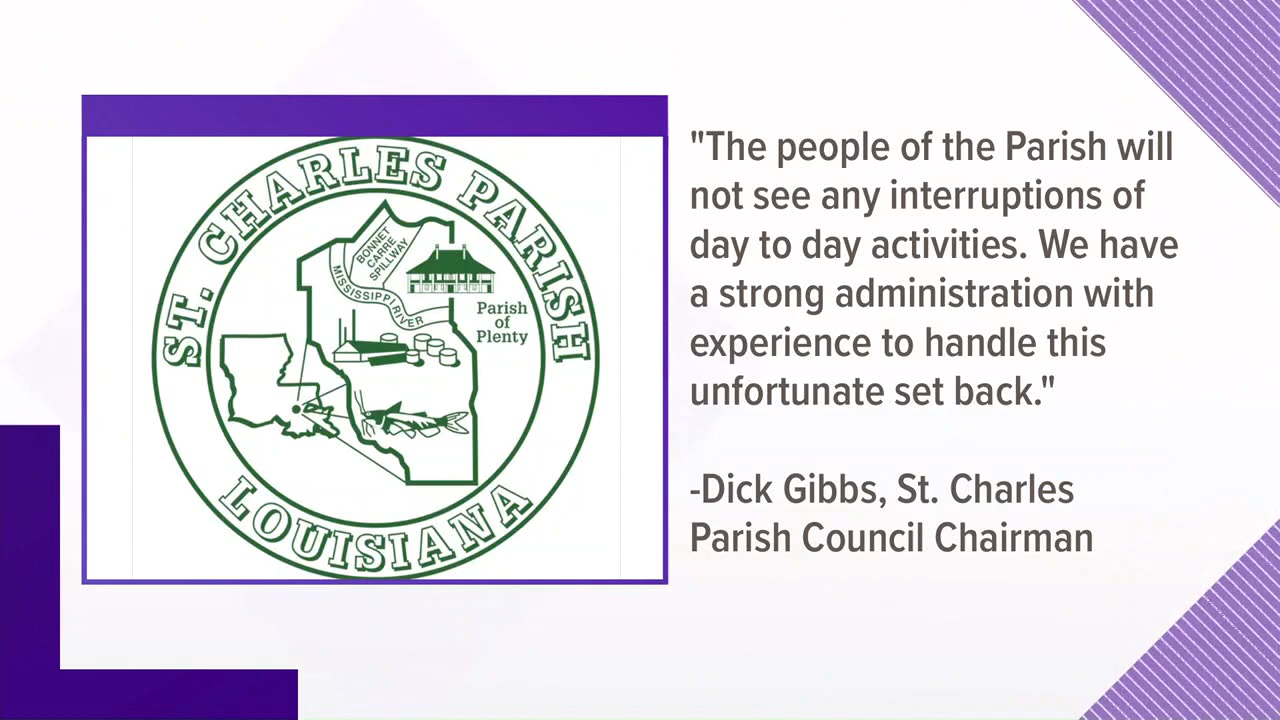 ST. CHARLES PARISH
BONNET
CARRE
SPILLWAY
MISSISSIPPI RIVER
Parish
of
Plenty
LOUISIANA
"The people of the Parish will
not see any interruptions of
day to day activities. We have
a strong administration with
experience to handle this
unfortunate set back."
-Dick Gibbs, St. Charles
Parish Council Chairman